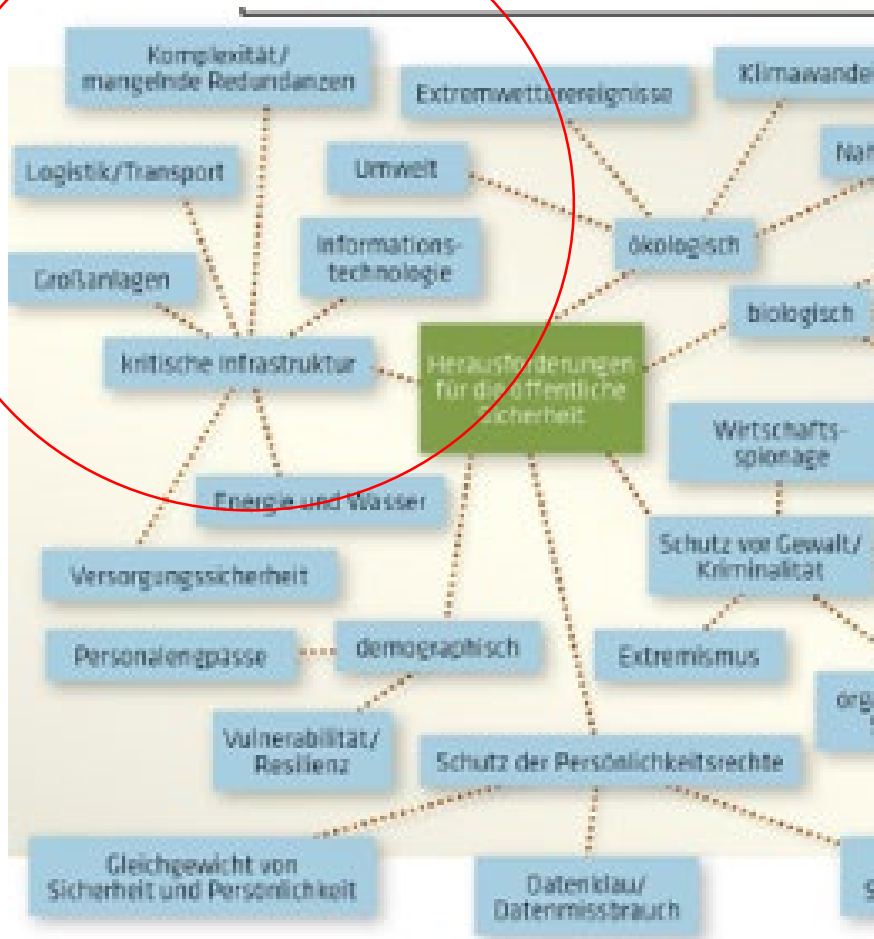 Komplexität/
mangelnde Redundanzen
Extremwetterereignisse
Logistik/Transport
Umwelt
Informations-
technologie
ökologisch
Großanlagen
biologisch
kritische Infrastruktur
Herausforderungen
für die öffentliche
Sicherheit
Wirtschafts-
spionage
Energie und Wasser
Schutz vor Gewalt/
Kriminalität
Versorgungssicherheit
Personalengpässe
demographisch
Extremismus
Vulnerabilität/
Resilienz
Schutz der Persönlichkeitsrechte
Gleichgewicht von
Sicherheit und Persönlichkeit
Datenklau/
Datenmissbrauch